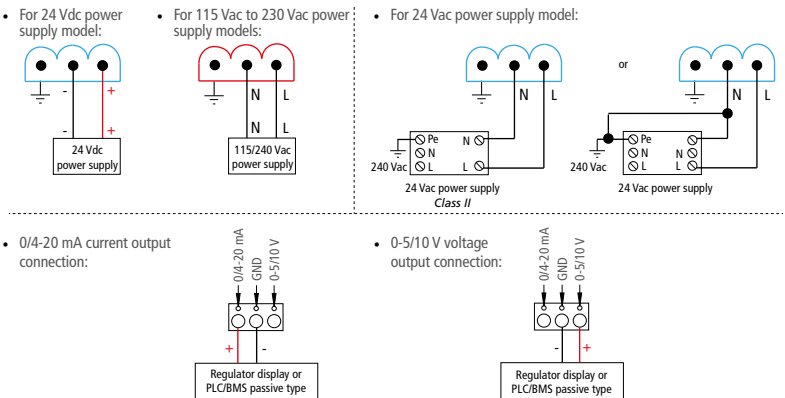 • For 24 Vdc power
supply model:
- +
- +
24 Vdc
power supply
• For 115 Vac to 230 Vac power
supply models:
N L
N L
115/240 Vac
power supply
• For 24 Vac power supply model:
N L
Pe N
N
L L
240 Vac
24 Vac power supply
Class II
or
N L
Pe
N N
L L
240 Vac
24 Vac power supply
• 0/4-20 mA current output
connection:
0/4-20 mA
GND
0-5/10 V
+ -
Regulator display or
PLC/BMS passive type
• 0-5/10 V voltage
output connection:
0/4-20 mA
GND
0-5/10 V
- +
Regulator display or
PLC/BMS passive type